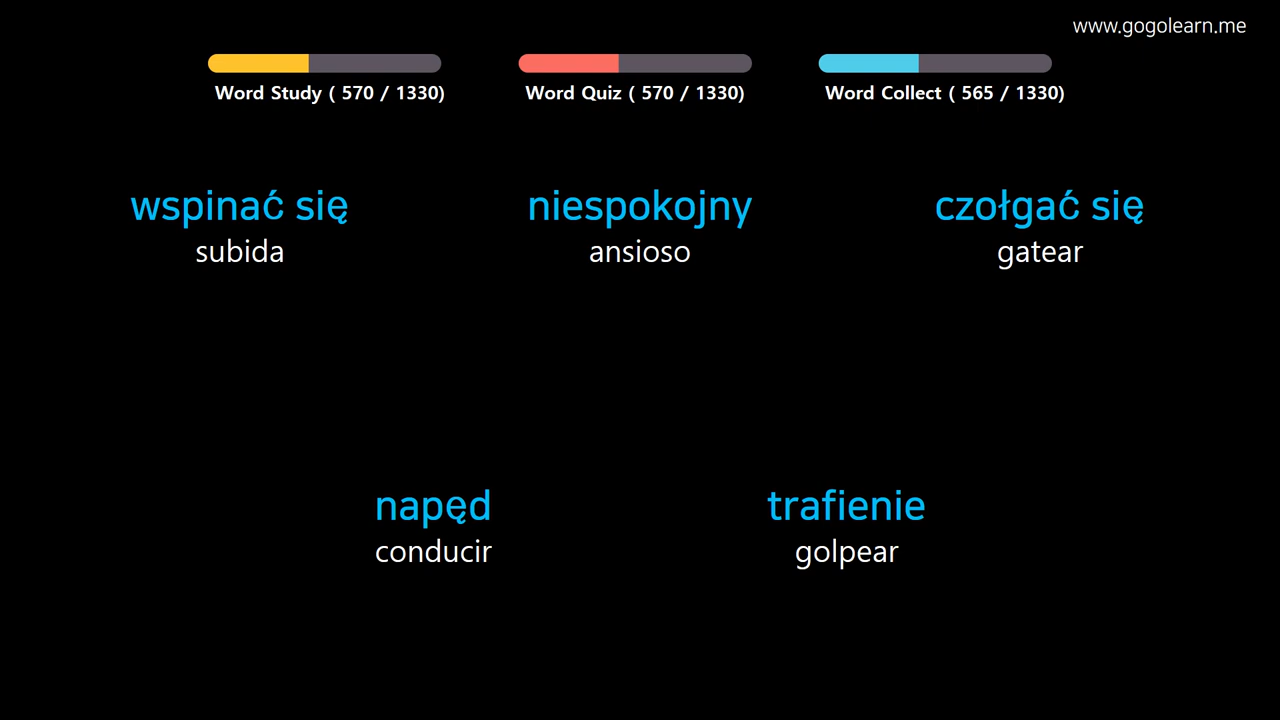 www.gogolearn.me
Word Study ( 570 / 1330)
Word Quiz ( 570 / 1330)
Word Collect ( 565 / 1330)
wspinać się
subida
niespokojny
ansioso
czołgać się
gatear
napęd
conducir
trafienie
golpear